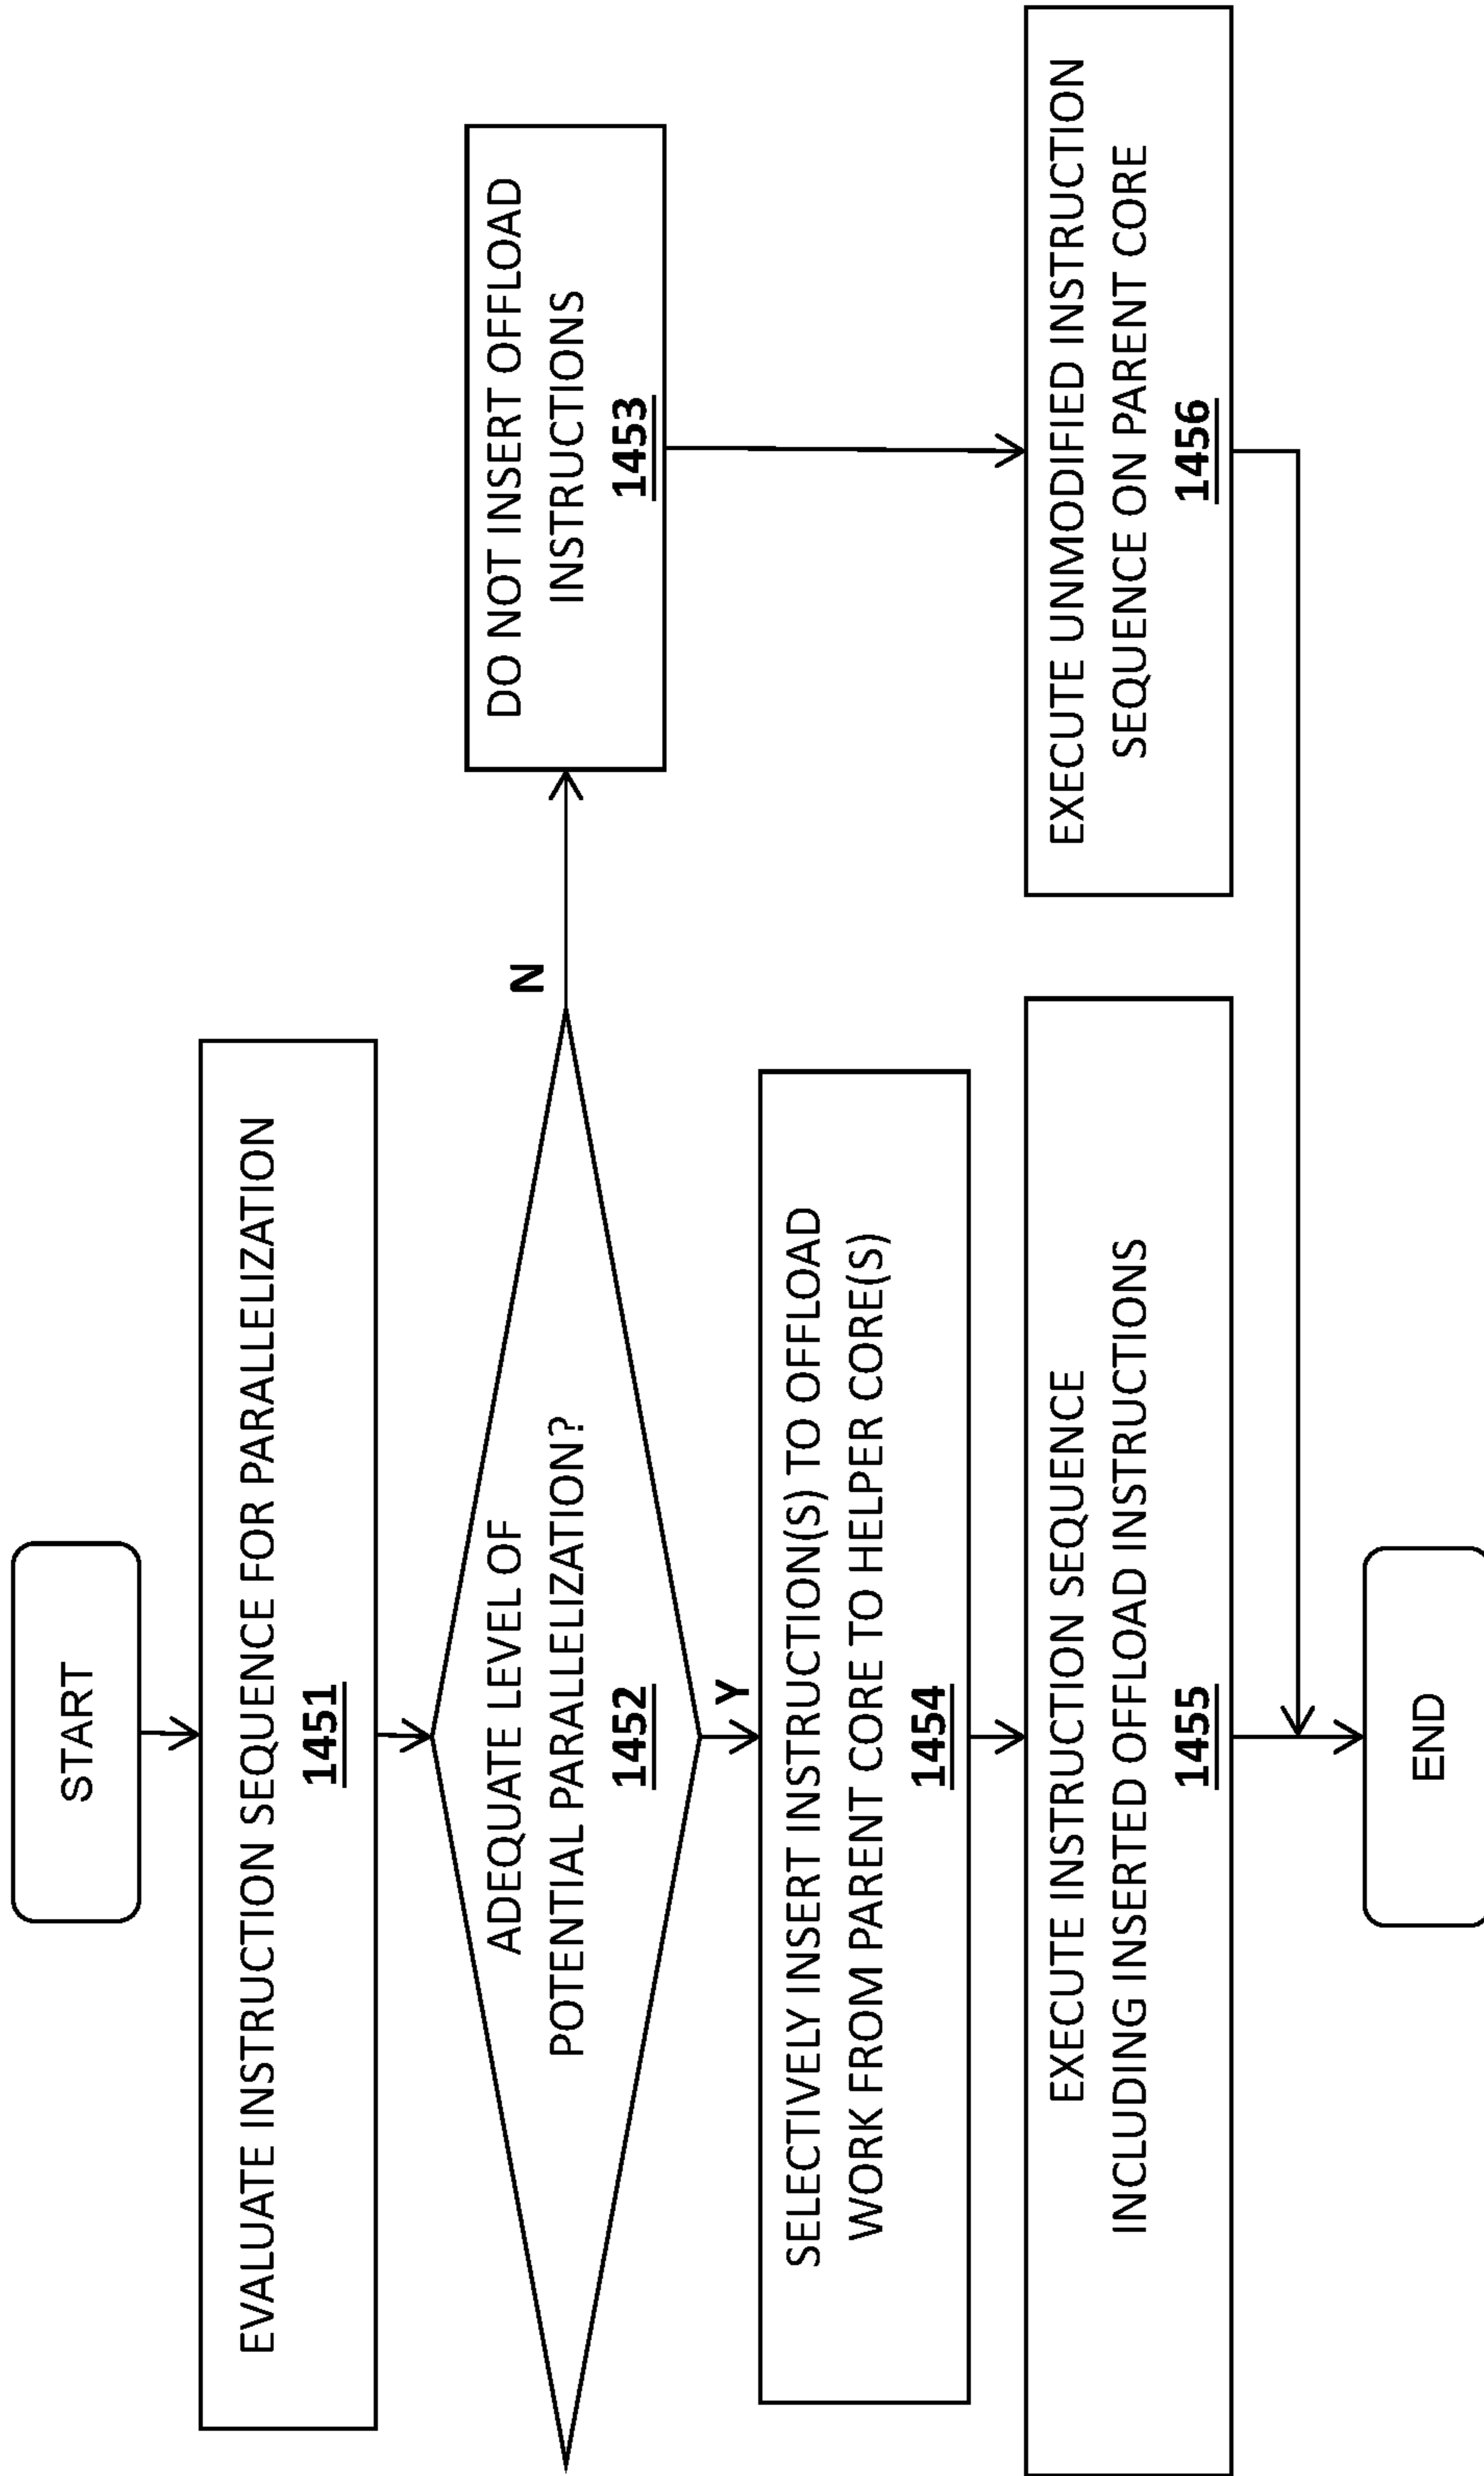 START
EVALUATE INSTRUCTION SEQUENCE FOR PARALLELIZATION
1451
ADEQUATE LEVEL OF
POTENTIAL PARALLELIZATION?
1452
N
DO NOT INSERT OFFLOAD
INSTRUCTIONS
1453
Y
SELECTIVELY INSERT INSTRUCTION(S) TO OFFLOAD
WORK FROM PARENT CORE TO HELPER CORE(S)
1454
EXECUTE INSTRUCTION SEQUENCE
INCLUDING INSERTED OFFLOAD INSTRUCTIONS
1455
EXECUTE UNMODIFIED INSTRUCTION
SEQUENCE ON PARENT CORE
1456
END